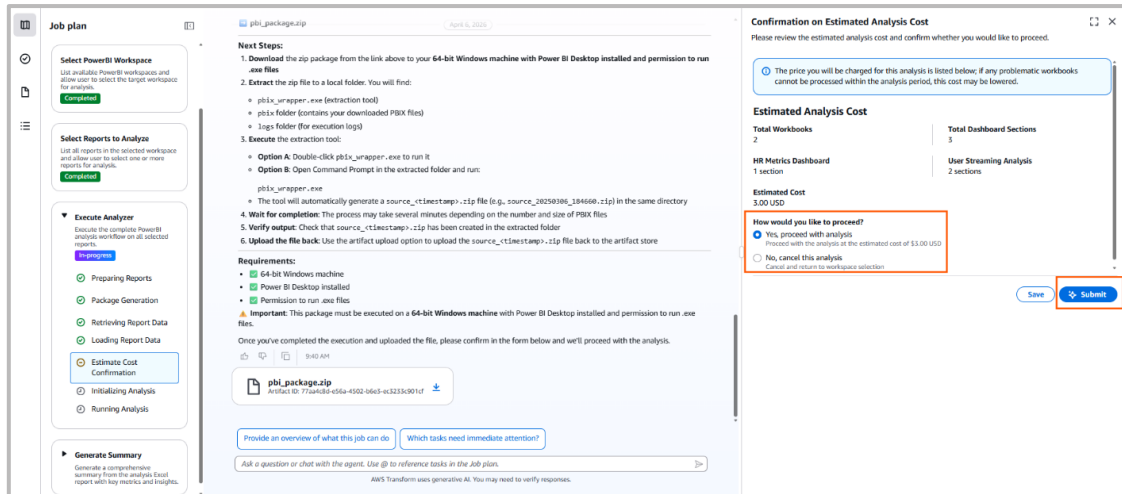 Job plan
Select PowerBI Workspace
List available PowerBI workspaces and
allow user to select the target workspace
for analysis.
Completed
Select Reports to Analyze
List all reports in the selected workspace
and allow user to select one or more
reports for analysis.
Completed
Execute Analyzer
Execute the complete PowerBI
analysis workflow on all selected
reports.
In-progress
Preparing Reports
Package Generation
Retrieving Report Data
Loading Report Data
Estimate Cost
Confirmation
Initializing Analysis
Running Analysis
Generate Summary
Generate a comprehensive
summary from the analysis Excel
report with key metrics and insights.
pbi_package.zip
April 6, 2026
Next Steps:
1. Download the zip package from the link above to your 64-bit Windows machine with Power BI Desktop installed and permission to run
.exe files
2. Extract the zip file to a local folder. You will find:
pbix_wrapper.exe (extraction tool)
pbix folder (contains your downloaded PBIX files)
logs folder (for execution logs)
3. Execute the extraction tool:
Option A: Double-click pbix_wrapper.exe to run it
Option B: Open Command Prompt in the extracted folder and run:
pbix_wrapper.exe
The tool will automatically generate a source_<timestamp>.zip file (e.g., source_20250306_184660.zip) in the same directory
4. Wait for completion: The process may take several minutes depending on the number and size of PBIX files
5. Verify output: Check that source_<timestamp>.zip has been created in the extracted folder
6. Upload the file back: Use the artifact upload option to upload the source_<timestamp>.zip file back to the artifact store
Requirements:
64-bit Windows machine
Power BI Desktop installed
Permission to run .exe files
Important: This package must be executed on a 64-bit Windows machine with Power BI Desktop installed and permission to run .exe
files.
Once you've completed the execution and uploaded the file, please confirm in the form below and we'll proceed with the analysis.
9:40 AM
pbi_package.zip
Artifact ID: 77aa4c8d-e56a-4502-b6e3-ec3233c901cf
Provide an overview of what this job can do
Which tasks need immediate attention?
Ask a question or chat with the agent. Use @ to reference tasks in the Job plan.
AWS Transform uses generative AI. You may need to verify responses.
Confirmation on Estimated Analysis Cost
Please review the estimated analysis cost and confirm whether you would like to proceed.
The price you will be charged for this analysis is listed below; if any problematic workbooks
cannot be processed within the analysis period, this cost may be lowered.
Estimated Analysis Cost
Total Workbooks
2
Total Dashboard Sections
3
HR Metrics Dashboard
1 section
User Streaming Analysis
2 sections
Estimated Cost
3.00 USD
How would you like to proceed?
Yes, proceed with analysis
Proceed with the analysis at the estimated cost of $3.00 USD
No, cancel this analysis
Cancel and return to workspace selection
Save
Submit